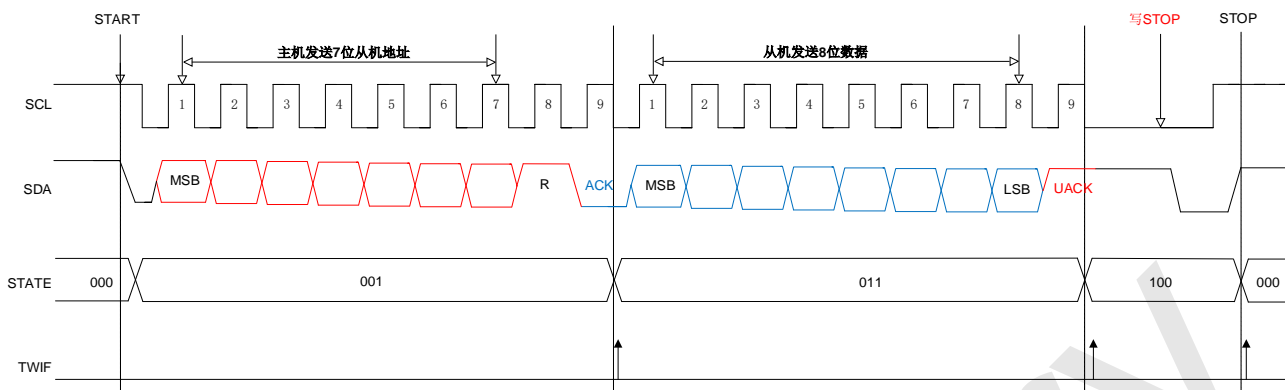 START
写STOP
STOP
主机发送7位从机地址
从机发送8位数据
SCL
1 2 3 4 5 6 7 8 9 1 2 3 4 5 6 7 8 9
SDA
MSB R ACK MSB LSB UACK
STATE
000 001 011 100 000
TWIF